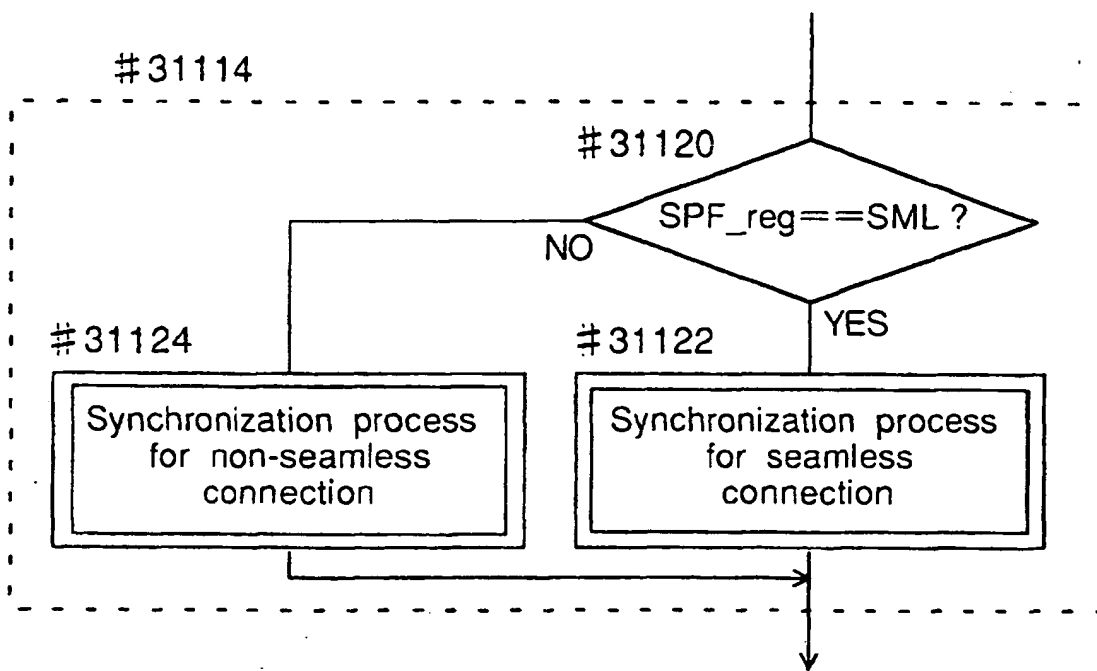 #31114
#31120
SPF_reg==SML ?
NO
YES
#31124
#31122
Synchronization process
for non-seamless
connection
Synchronization process
for seamless
connection